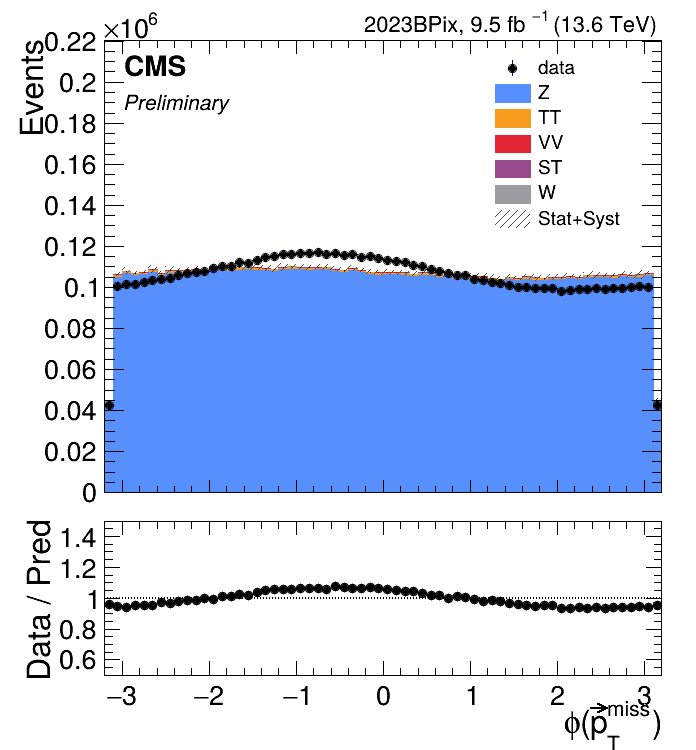 ×10^6
2023BPix, 9.5 fb^-1 (13.6 TeV)
Events
CMS
Preliminary
data
Z
TT
VV
ST
W
Stat+Syst
0.22
0.2
0.18
0.16
0.14
0.12
0.1
0.08
0.06
0.04
0.02
0
Data / Pred
1.4
1.2
1
0.8
0.6
−3 −2 −1 0 1 2 3
ϕ(p⃗_T^miss)